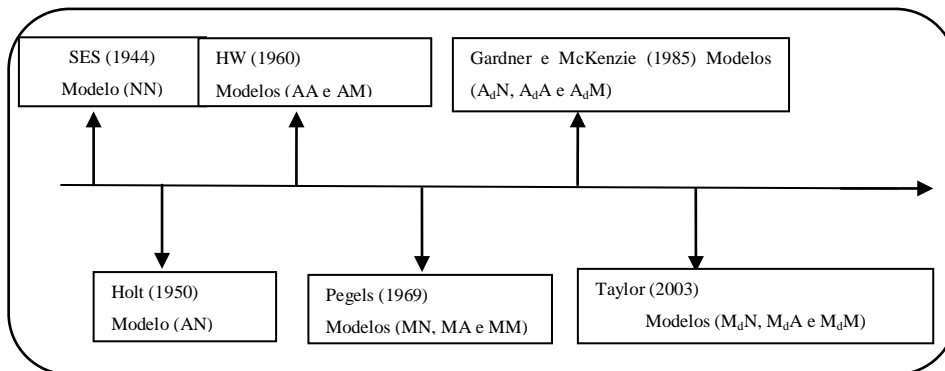 SES (1944)
Modelo (NN)
HW (1960)
Modelos (AA e AM)
Gardner e McKenzie (1985) Modelos
(AdN, AdA e AdM)
Holt (1950)
Modelo (AN)
Pegels (1969)
Modelos (MN, MA e MM)
Taylor (2003)
Modelos (MdN, MdA e MdM)